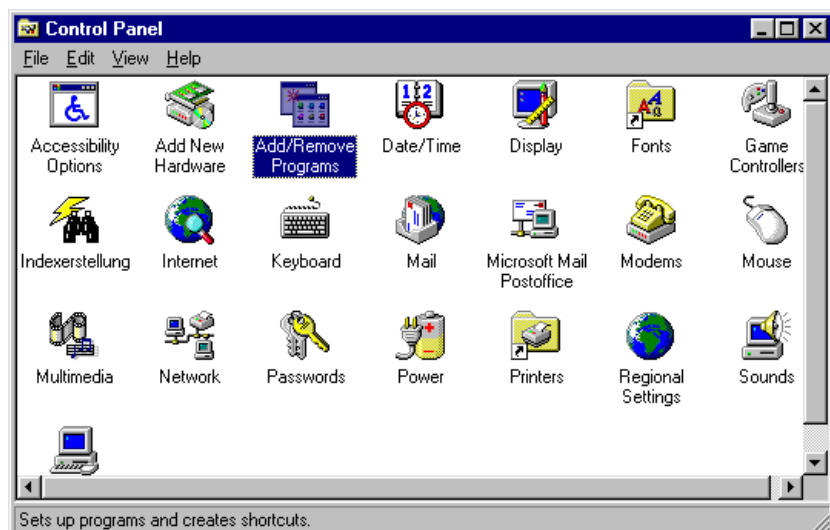 Control Panel
File Edit View Help
Accessibility Options
Add New Hardware
Add/Remove Programs
Date/Time
Display
Fonts
Game Controllers
Indexerstellung
Internet
Keyboard
Mail
Microsoft Mail Postoffice
Modems
Mouse
Multimedia
Network
Passwords
Power
Printers
Regional Settings
Sounds
Sets up programs and creates shortcuts.